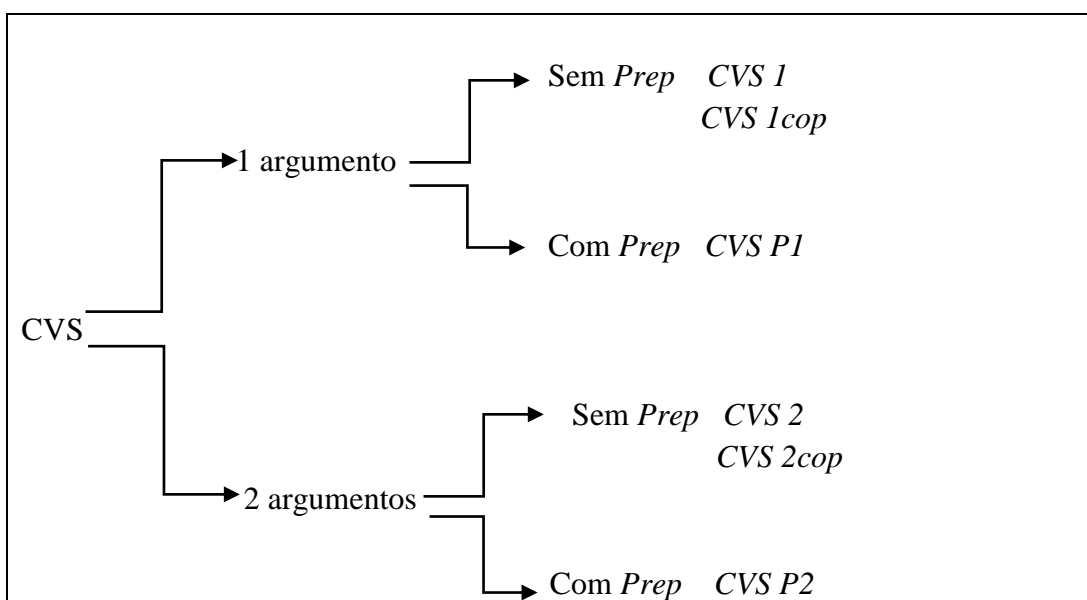 Sem Prep CVS 1
CVS 1cop
1 argumento
Com Prep CVS P1
CVS
Sem Prep CVS 2
CVS 2cop
2 argumentos
Com Prep CVS P2